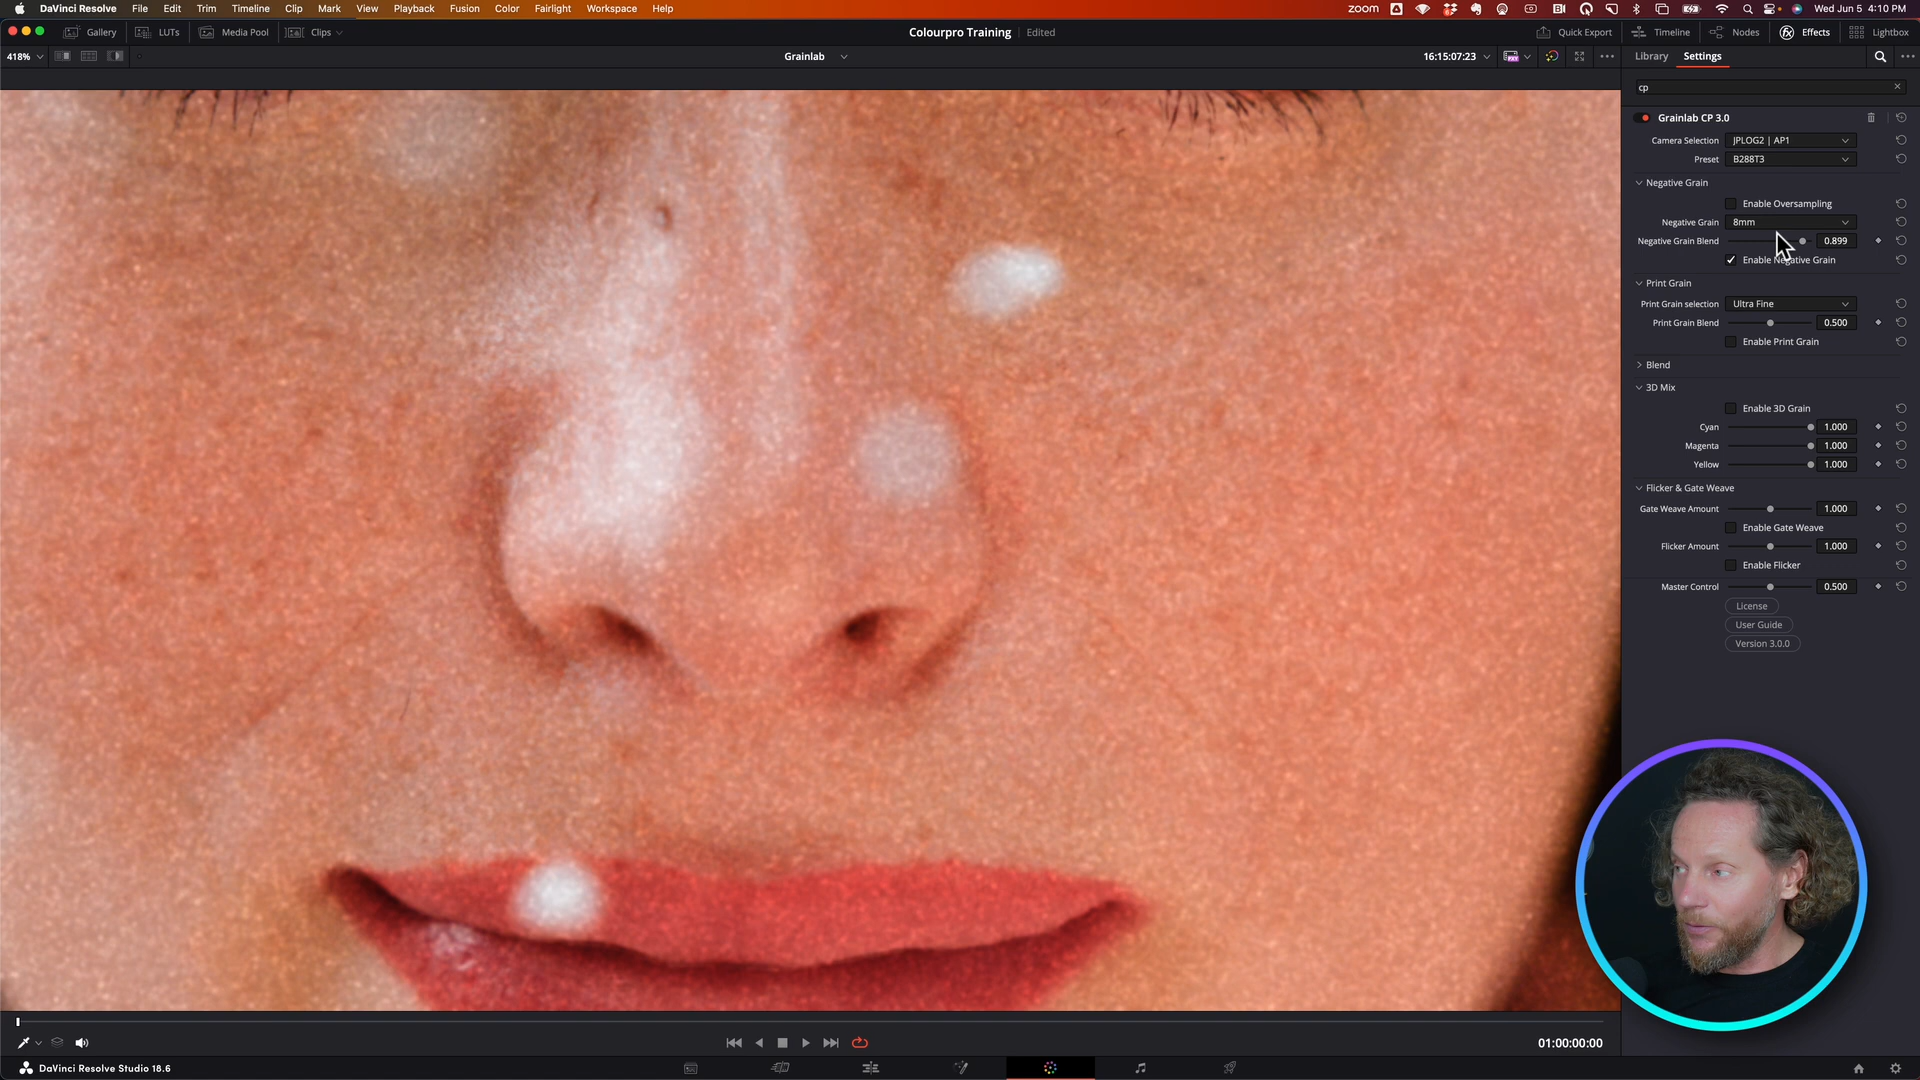 DaVinci Resolve File Edit Trim Timeline Clip Mark View Playback Fusion Color Fairlight Workspace Help zoom Wed Jun 5 4:10 PM
Gallery LUTs Media Pool Clips Colourpro Training Edited Quick Export Timeline Nodes Effects Lightbox
418% Grainlab 16:15:07:23 Library Settings
cp
Grainlab CP 3.0
Camera Selection JPLOG2 | AP1
Preset B288T3
Negative Grain
Enable Oversampling
Negative Grain 8mm
Negative Grain Blend 0.899
Enable Negative Grain
Print Grain
Print Grain selection Ultra Fine
Print Grain Blend 0.500
Enable Print Grain
Blend
3D Mix
Enable 3D Grain
Cyan 1.000
Magenta 1.000
Yellow 1.000
Flicker & Gate Weave
Gate Weave Amount 1.000
Enable Gate Weave
Flicker Amount 1.000
Enable Flicker
Master Control 0.500
License
User Guide
Version 3.0.0
01:00:00:00
DaVinci Resolve Studio 18.6